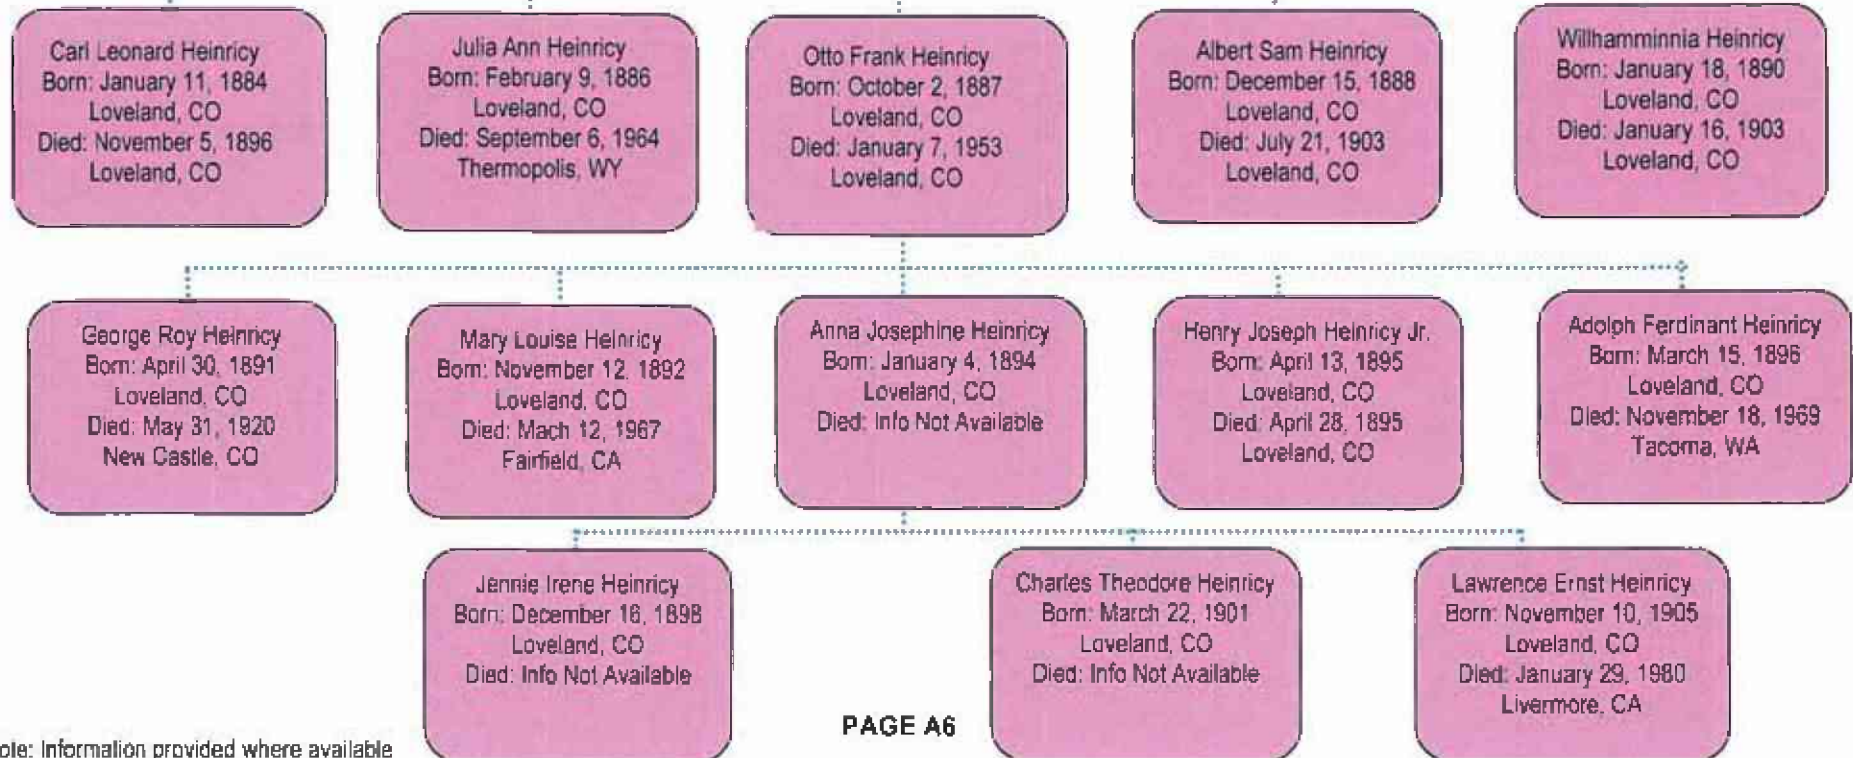 Carl Leonard Heinricy
Born: January 11, 1884
Loveland, CO
Died: November 5, 1896
Loveland, CO
Julia Ann Heinricy
Born: February 9, 1886
Loveland, CO
Died: September 6, 1964
Thermopolis, WY
Otto Frank Heinricy
Born: October 2, 1887
Loveland, CO
Died: January 7, 1953
Loveland, CO
Albert Sam Heinricy
Born: December 15, 1888
Loveland, CO
Died: July 21, 1903
Loveland, CO
Willhamminnia Heinricy
Born: January 18, 1890
Loveland, CO
Died: January 16, 1903
Loveland, CO
George Roy Heinricy
Born: April 30, 1891
Loveland, CO
Died: May 31, 1920
New Castle, CO
Mary Louise Heinricy
Born: November 12, 1892
Loveland, CO
Died: Mach 12, 1967
Fairfield, CA
Anna Josephine Heinricy
Born: January 4, 1894
Loveland, CO
Died: Info Not Available
Henry Joseph Heinricy Jr.
Born: April 13, 1895
Loveland, CO
Died: April 28, 1895
Loveland, CO
Adolph Ferdinant Heinricy
Born: March 15, 1896
Loveland, CO
Died: November 18, 1969
Tacoma, WA
Jennie Irene Heinricy
Born: December 16, 1898
Loveland, CO
Died: Info Not Available
Charles Theodore Heinricy
Born: March 22, 1901
Loveland, CO
Died: Info Not Available
Lawrence Ernst Heinricy
Born: November 10, 1905
Loveland, CO
Died: January 29, 1980
Livermore, CA
PAGE A6
ote: Information provided where available